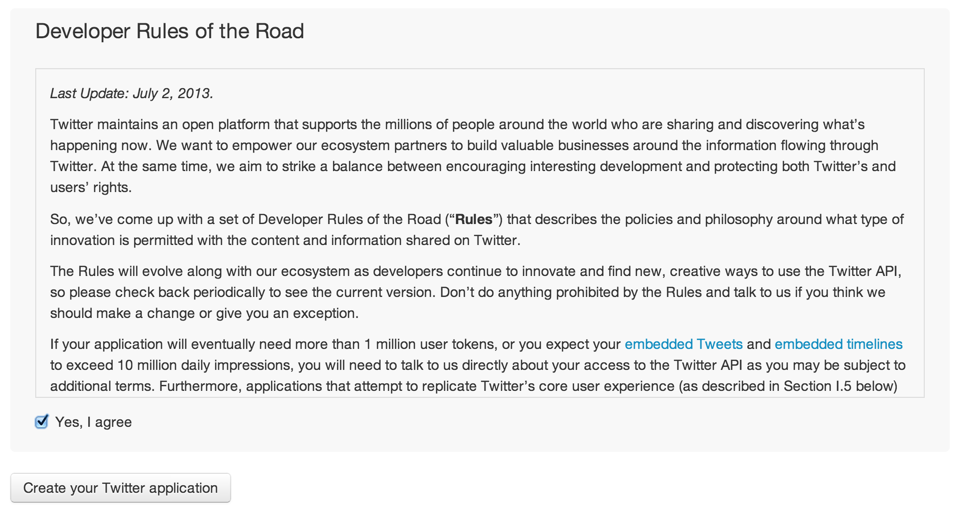 Developer Rules of the Road
Last Update: July 2, 2013.
Twitter maintains an open platform that supports the millions of people around the world who are sharing and discovering what’s
happening now. We want to empower our ecosystem partners to build valuable businesses around the information flowing through
Twitter. At the same time, we aim to strike a balance between encouraging interesting development and protecting both Twitter’s and
users’ rights.
So, we’ve come up with a set of Developer Rules of the Road (“Rules”) that describes the policies and philosophy around what type of
innovation is permitted with the content and information shared on Twitter.
The Rules will evolve along with our ecosystem as developers continue to innovate and find new, creative ways to use the Twitter API,
so please check back periodically to see the current version. Don’t do anything prohibited by the Rules and talk to us if you think we
should make a change or give you an exception.
If your application will eventually need more than 1 million user tokens, or you expect your embedded Tweets and embedded timelines
to exceed 10 million daily impressions, you will need to talk to us directly about your access to the Twitter API as you may be subject to
additional terms. Furthermore, applications that attempt to replicate Twitter’s core user experience (as described in Section I.5 below)
Yes, I agree
Create your Twitter application